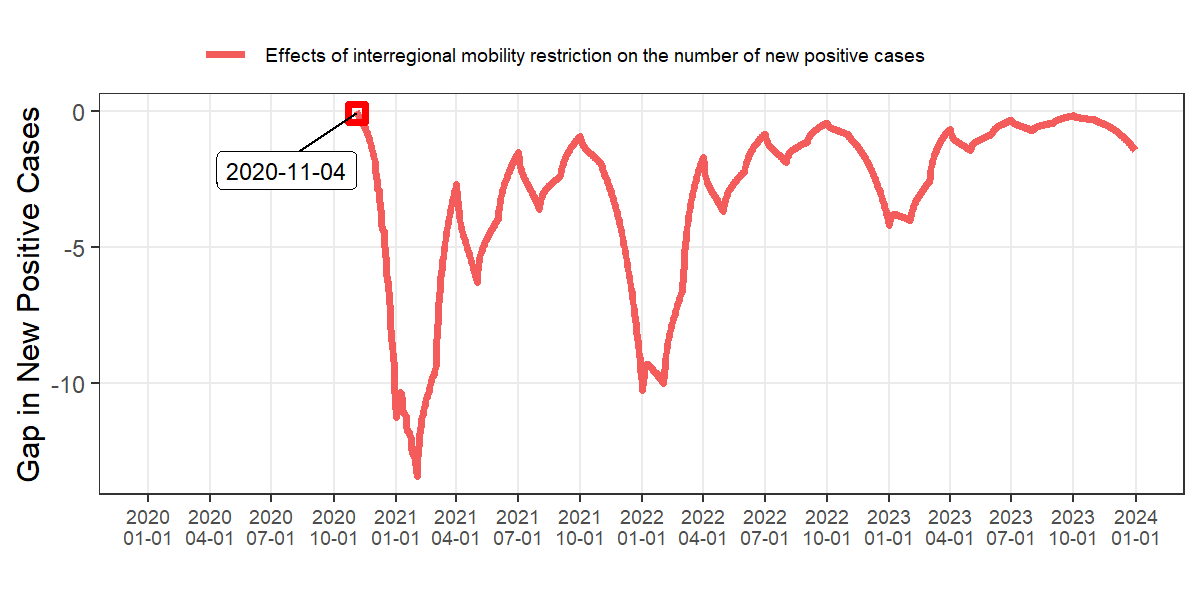 Effects of interregional mobility restriction on the number of new positive cases
Gap in New Positive Cases
0
-5
-10
2020-11-04
2020 2020 2020 2020 2021 2021 2021 2021 2022 2022 2022 2022 2023 2023 2023 2023 2024
01-01 04-01 07-01 10-01 01-01 04-01 07-01 10-01 01-01 04-01 07-01 10-01 01-01 04-01 07-01 10-01 01-01